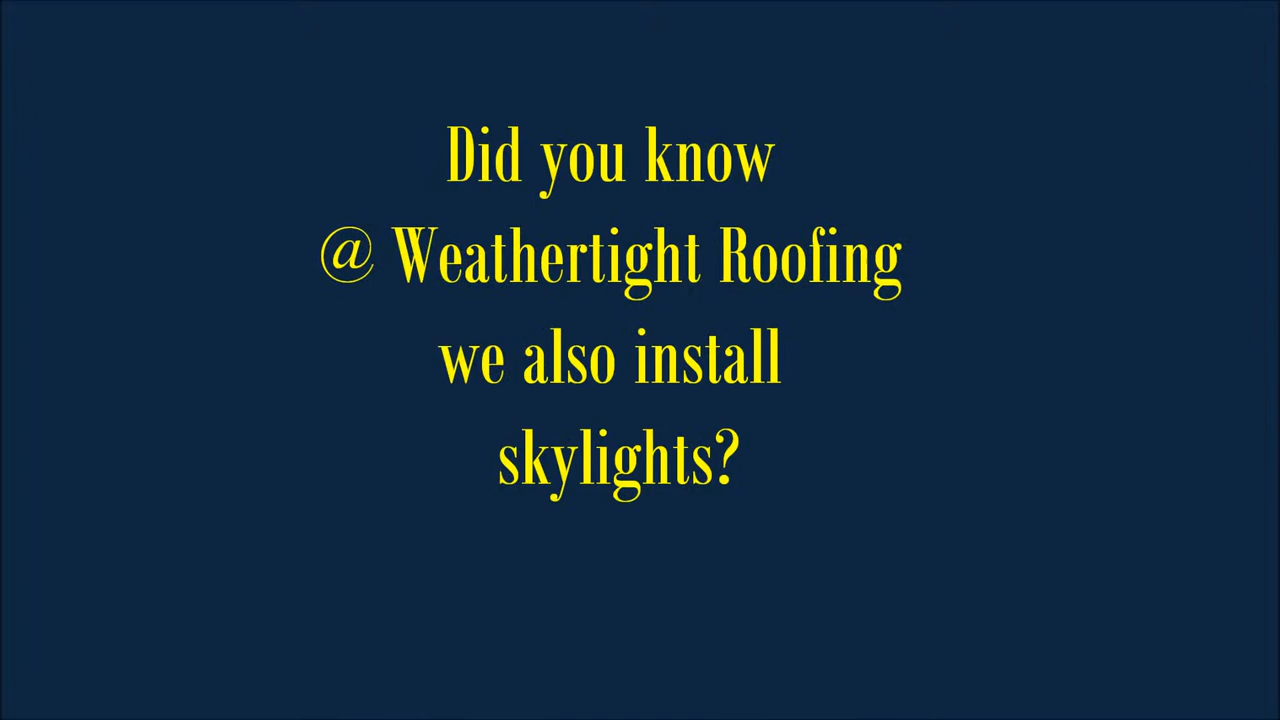 Did you know
@ Weathertight Roofing
we also install
skylights?